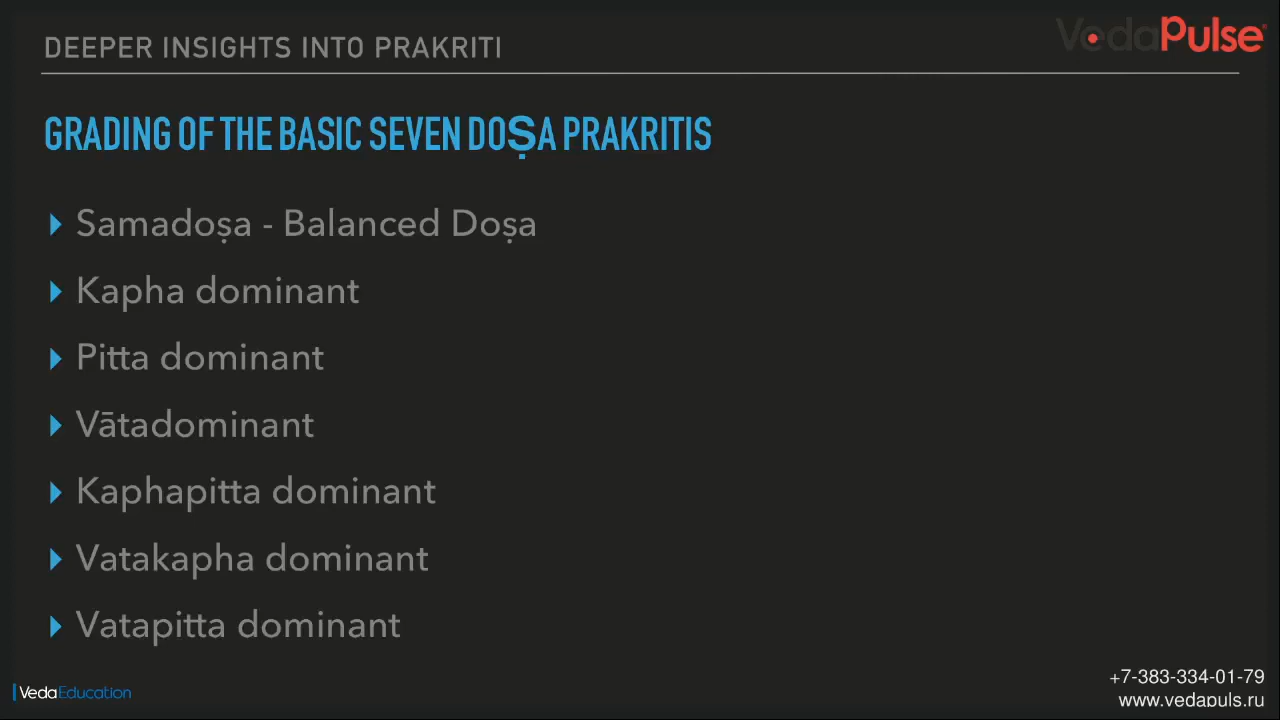 DEEPER INSIGHTS INTO PRAKRITI
VedaPulse®
GRADING OF THE BASIC SEVEN DOṢA PRAKRITIS
Samadoṣa - Balanced Doṣa
Kapha dominant
Pitta dominant
Vātadominant
Kaphapitta dominant
Vatakapha dominant
Vatapitta dominant
VedaEducation
+7-383-334-01-79
www.vedapuls.ru